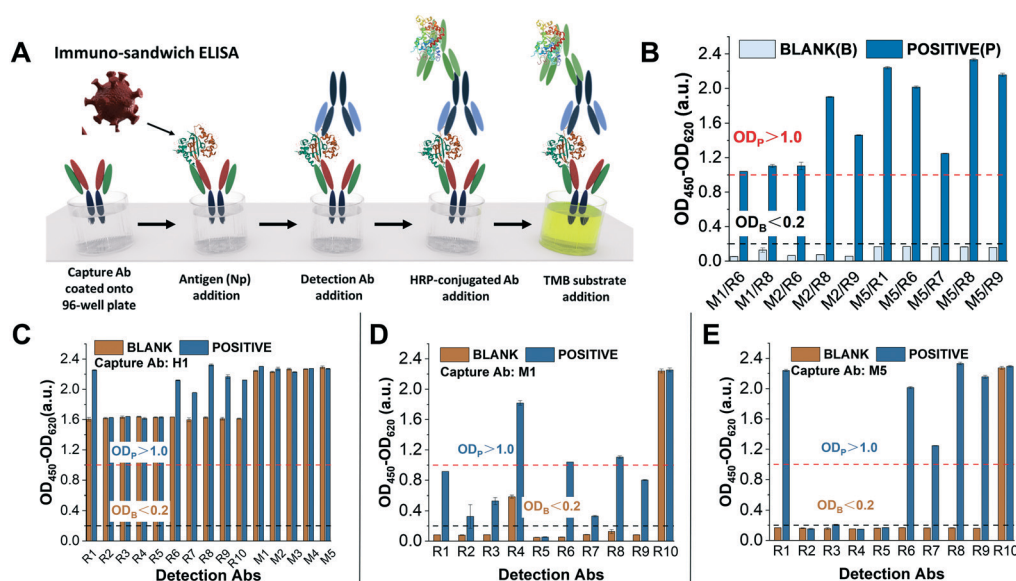 A
Immuno-sandwich ELISA
Capture Ab
coated onto
96-well plate
Antigen (Np)
addition
Detection Ab
addition
HRP-conjugated Ab
addition
TMB substrate
addition
B
BLANK(B) POSITIVE(P)
OD450-OD620 (a.u.)
2.4
2.0
1.6
1.2
0.8
0.4
0.0
ODP>1.0
ODB<0.2
M1/R6 M1/R8 M2/R6 M2/R8 M2/R9 M5/R1 M5/R6 M5/R7 M5/R8 M5/R9
C
BLANK POSITIVE
Capture Ab: H1
OD450-OD620(a.u.)
2.4
2.0
1.6
1.2
0.8
0.4
0.0
ODP>1.0
ODB<0.2
R1 R2 R3 R4 R5 R6 R7 R8 R9 R10 M1 M2 M3 M4 M5
Detection Abs
D
BLANK POSITIVE
Capture Ab: M1
OD450-OD620 (a.u.)
2.4
2.0
1.6
1.2
0.8
0.4
0.0
ODP>1.0
ODB<0.2
R1 R2 R3 R4 R5 R6 R7 R8 R9 R10
Detection Abs
E
BLANK POSITIVE
Capture Ab: M5
OD450-OD620 (a.u.)
2.4
2.0
1.6
1.2
0.8
0.4
0.0
ODP>1.0
ODB<0.2
R1 R2 R3 R4 R5 R6 R7 R8 R9 R10
Detection Abs